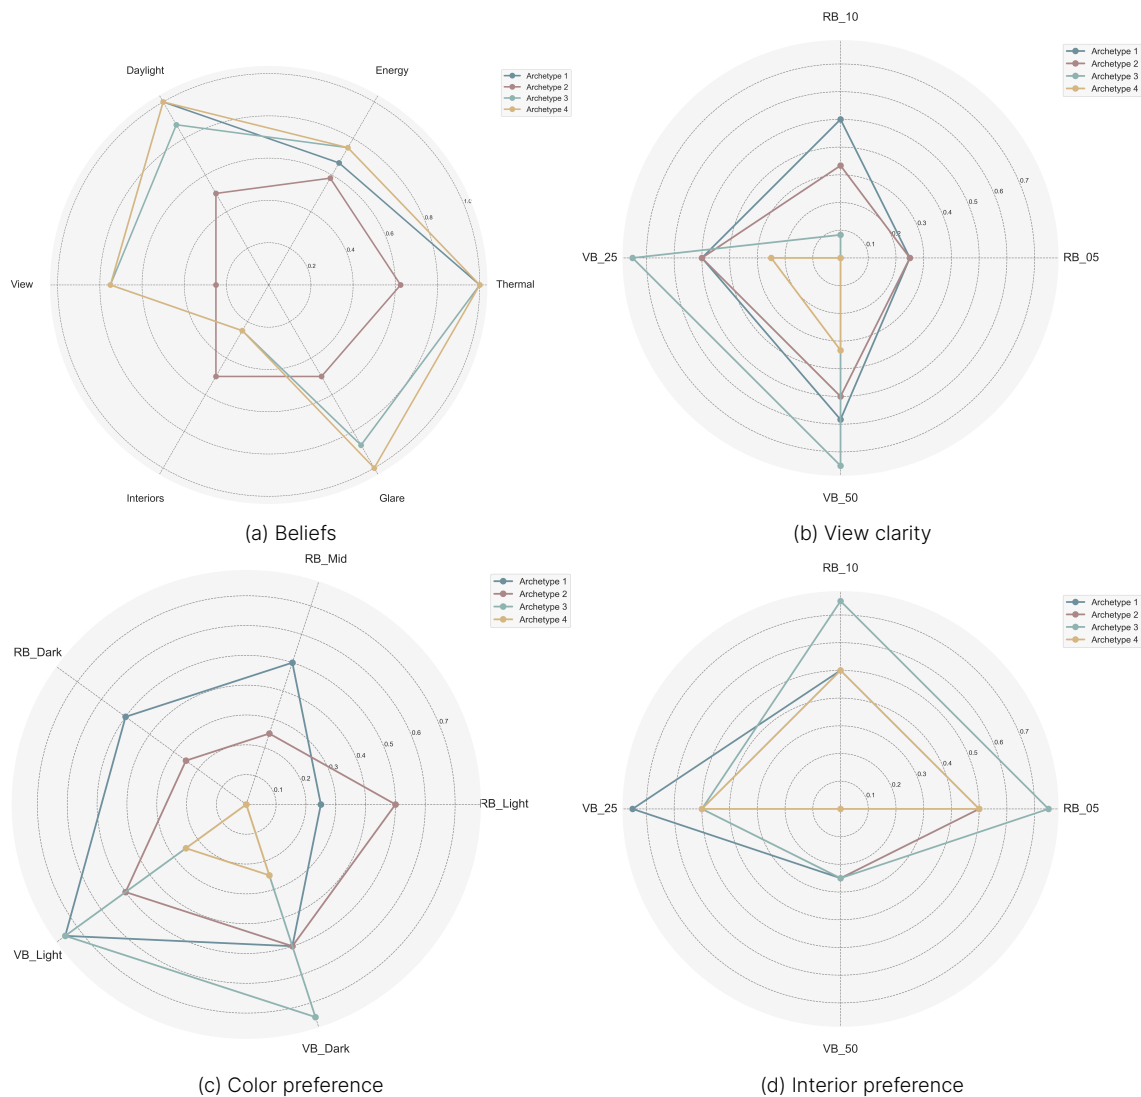 Daylight
Energy
Archetype 1
Archetype 2
Archetype 3
Archetype 4
1.0
0.8
0.6
0.4
0.2
View
Thermal
Interiors
Glare
(a) Beliefs
RB_10
Archetype 1
Archetype 2
Archetype 3
Archetype 4
0.7
0.6
0.5
0.4
0.3
0.2
0.1
VB_25
RB_05
VB_50
(b) View clarity
RB_Mid
Archetype 1
Archetype 2
Archetype 3
Archetype 4
RB_Dark
0.7
0.6
0.5
0.4
0.3
0.2
0.1
RB_Light
VB_Light
VB_Dark
(c) Color preference
RB_10
Archetype 1
Archetype 2
Archetype 3
Archetype 4
0.7
0.6
0.5
0.4
0.3
0.2
0.1
VB_25
RB_05
VB_50
(d) Interior preference